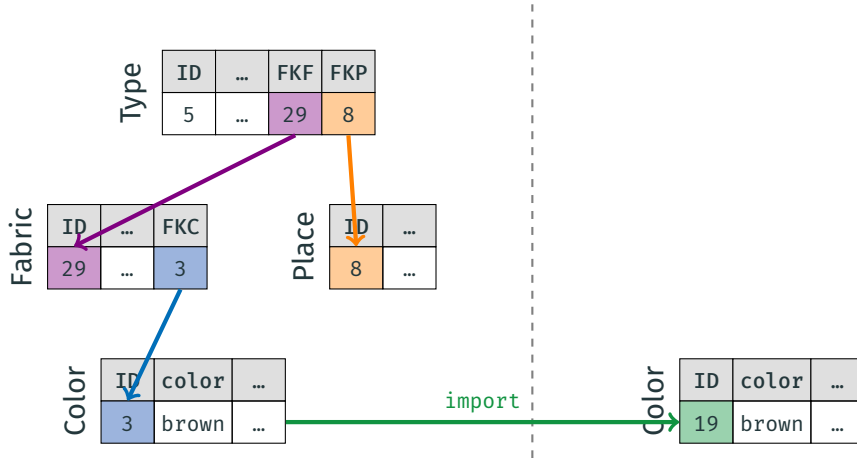 Type
ID … FKF FKP
5 … 29 8
Fabric
ID … FKC
29 … 3
Place
ID …
8 …
Color
ID color …
3 brown …
import
Color
ID color …
19 brown …